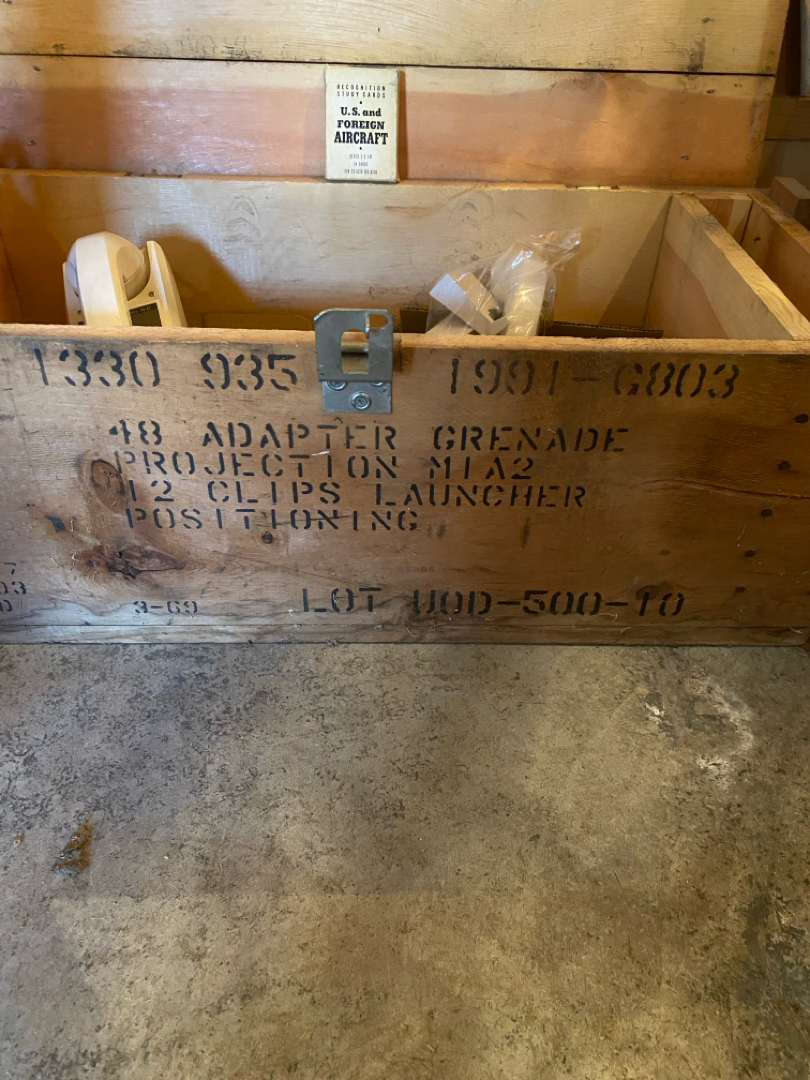 RECOGNITION
STUDY CARDS
U.S. and
FOREIGN
AIRCRAFT
1330 935 1991-G803
48 ADAPTER GRENADE
PROJECTION M1A2
12 CLIPS LAUNCHER
POSITIONING
3-69 LOT UOD-500-10